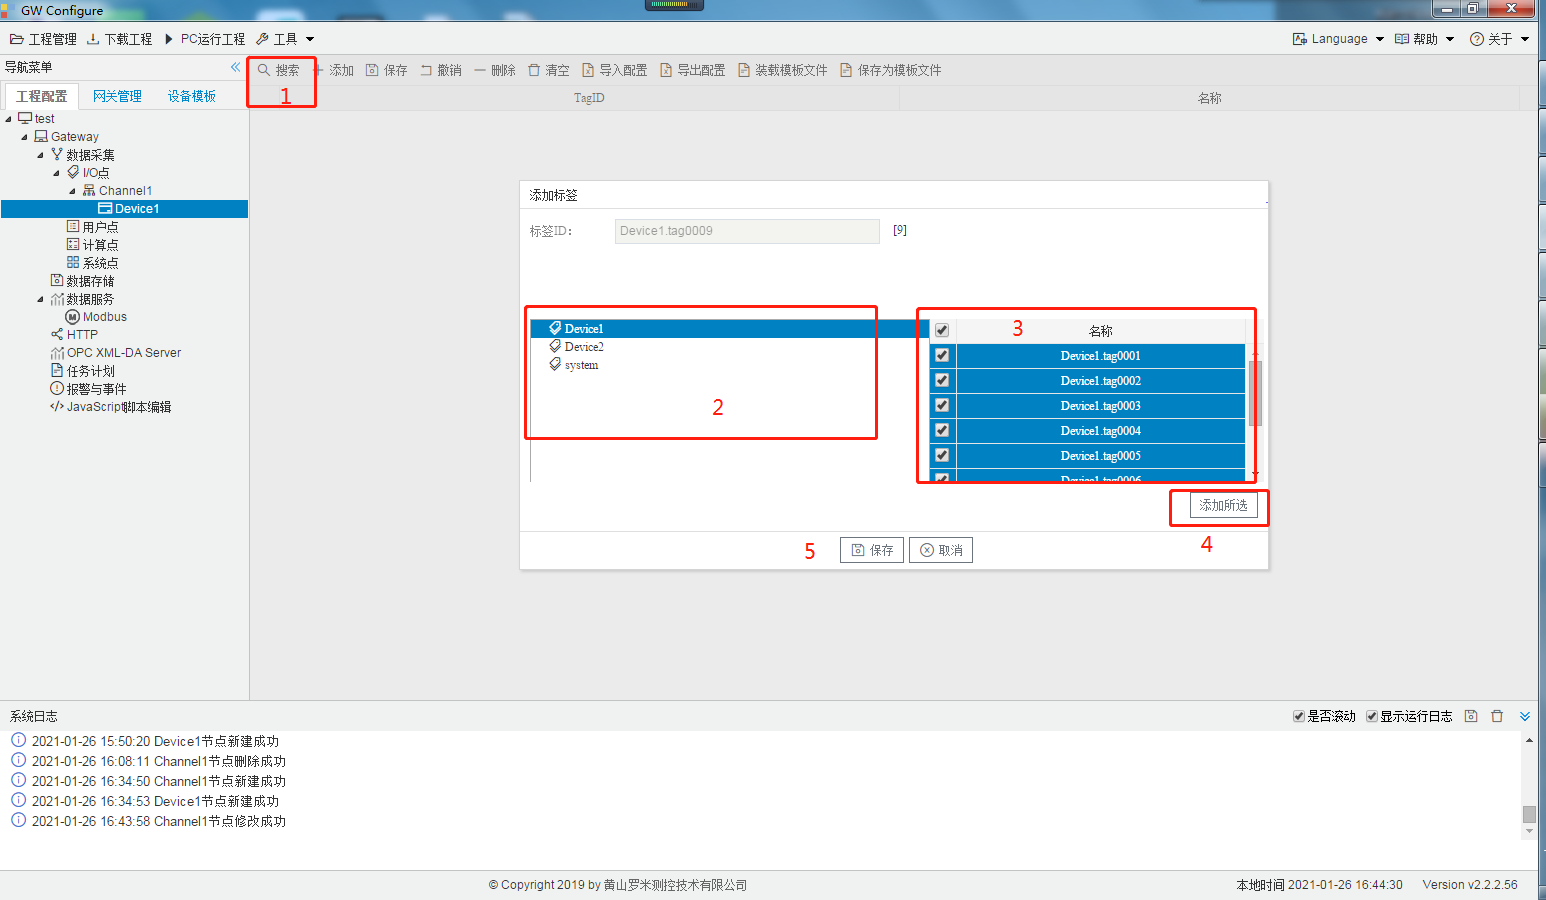 GW Configure
工程管理 下载工程 PC运行工程 工具 Language 帮助 关于
导航菜单
搜索 添加 保存 撤销 删除 清空 导入配置 导出配置 装载模板文件 保存为模板文件
1
工程配置 网关管理 设备模板
TagID 名称
test
Gateway
数据采集
I/O点
Channel1
Device1
用户点
计算点
系统点
数据存储
数据服务
Modbus
HTTP
OPC XML-DA Server
任务计划
报警与事件
JavaScript脚本编辑
添加标签
标签ID: Device1.tag0009 [9]
Device1
Device2
system
2
3
名称
Device1.tag0001
Device1.tag0002
Device1.tag0003
Device1.tag0004
Device1.tag0005
Device1.tag0006
添加所选
4
5 保存 取消
系统日志 是否滚动 显示运行日志
2021-01-26 15:50:20 Device1节点新建成功
2021-01-26 16:08:11 Channel1节点删除成功
2021-01-26 16:34:50 Channel1节点新建成功
2021-01-26 16:34:53 Device1节点新建成功
2021-01-26 16:43:58 Channel1节点修改成功
© Copyright 2019 by 黄山罗米测控技术有限公司 本地时间 2021-01-26 16:44:30 Version v2.2.2.56